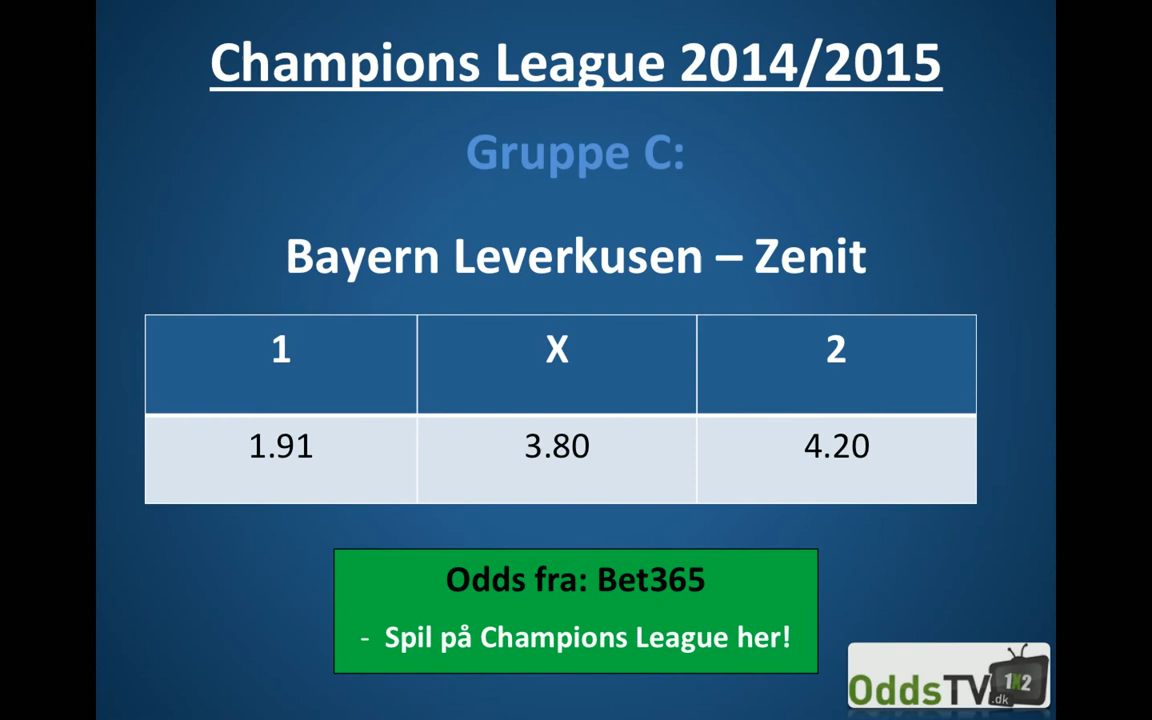 Champions League 2014/2015
Gruppe C:
Bayern Leverkusen – Zenit
1 X 2
1.91 3.80 4.20
Odds fra: Bet365
- Spil på Champions League her!
OddsTV.dk 1X2